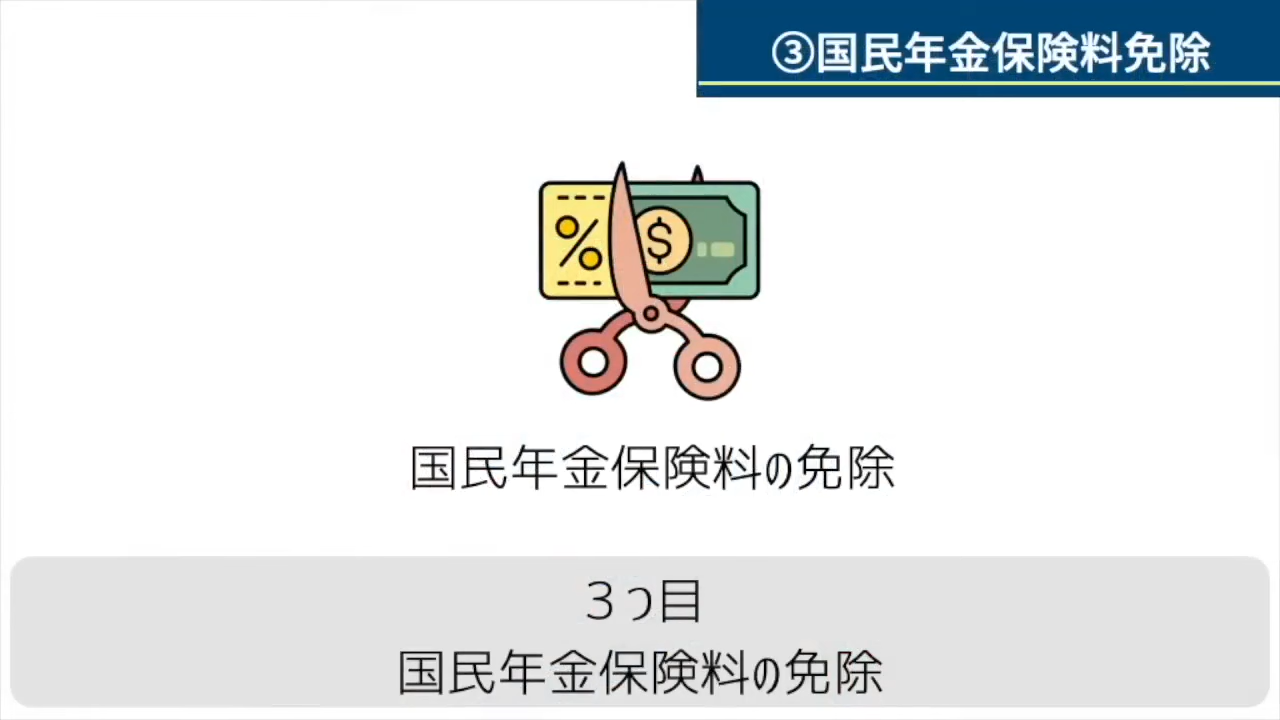 ③国民年金保険料免除
%
$
国民年金保険料の免除
３つ目
国民年金保険料の免除